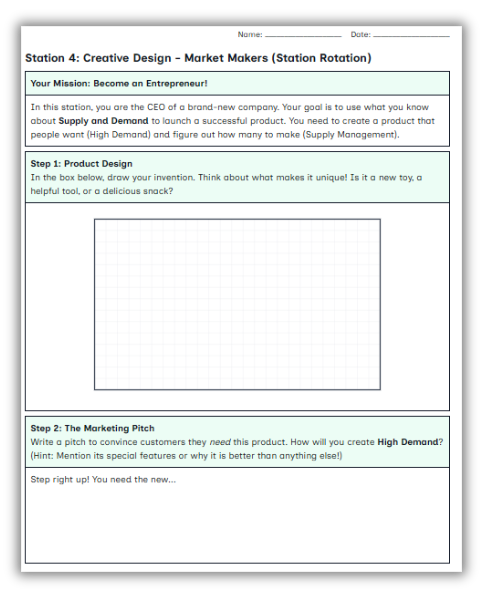 Name: ____________ Date: ____________
Station 4: Creative Design - Market Makers (Station Rotation)
Your Mission: Become an Entrepreneur!
In this station, you are the CEO of a brand-new company. Your goal is to use what you know
about Supply and Demand to launch a successful product. You need to create a product that
people want (High Demand) and figure out how many to make (Supply Management).
Step 1: Product Design
In the box below, draw your invention. Think about what makes it unique! Is it a new toy, a
helpful tool, or a delicious snack?
Step 2: The Marketing Pitch
Write a pitch to convince customers they need this product. How will you create High Demand?
(Hint: Mention its special features or why it is better than anything else!)
Step right up! You need the new...